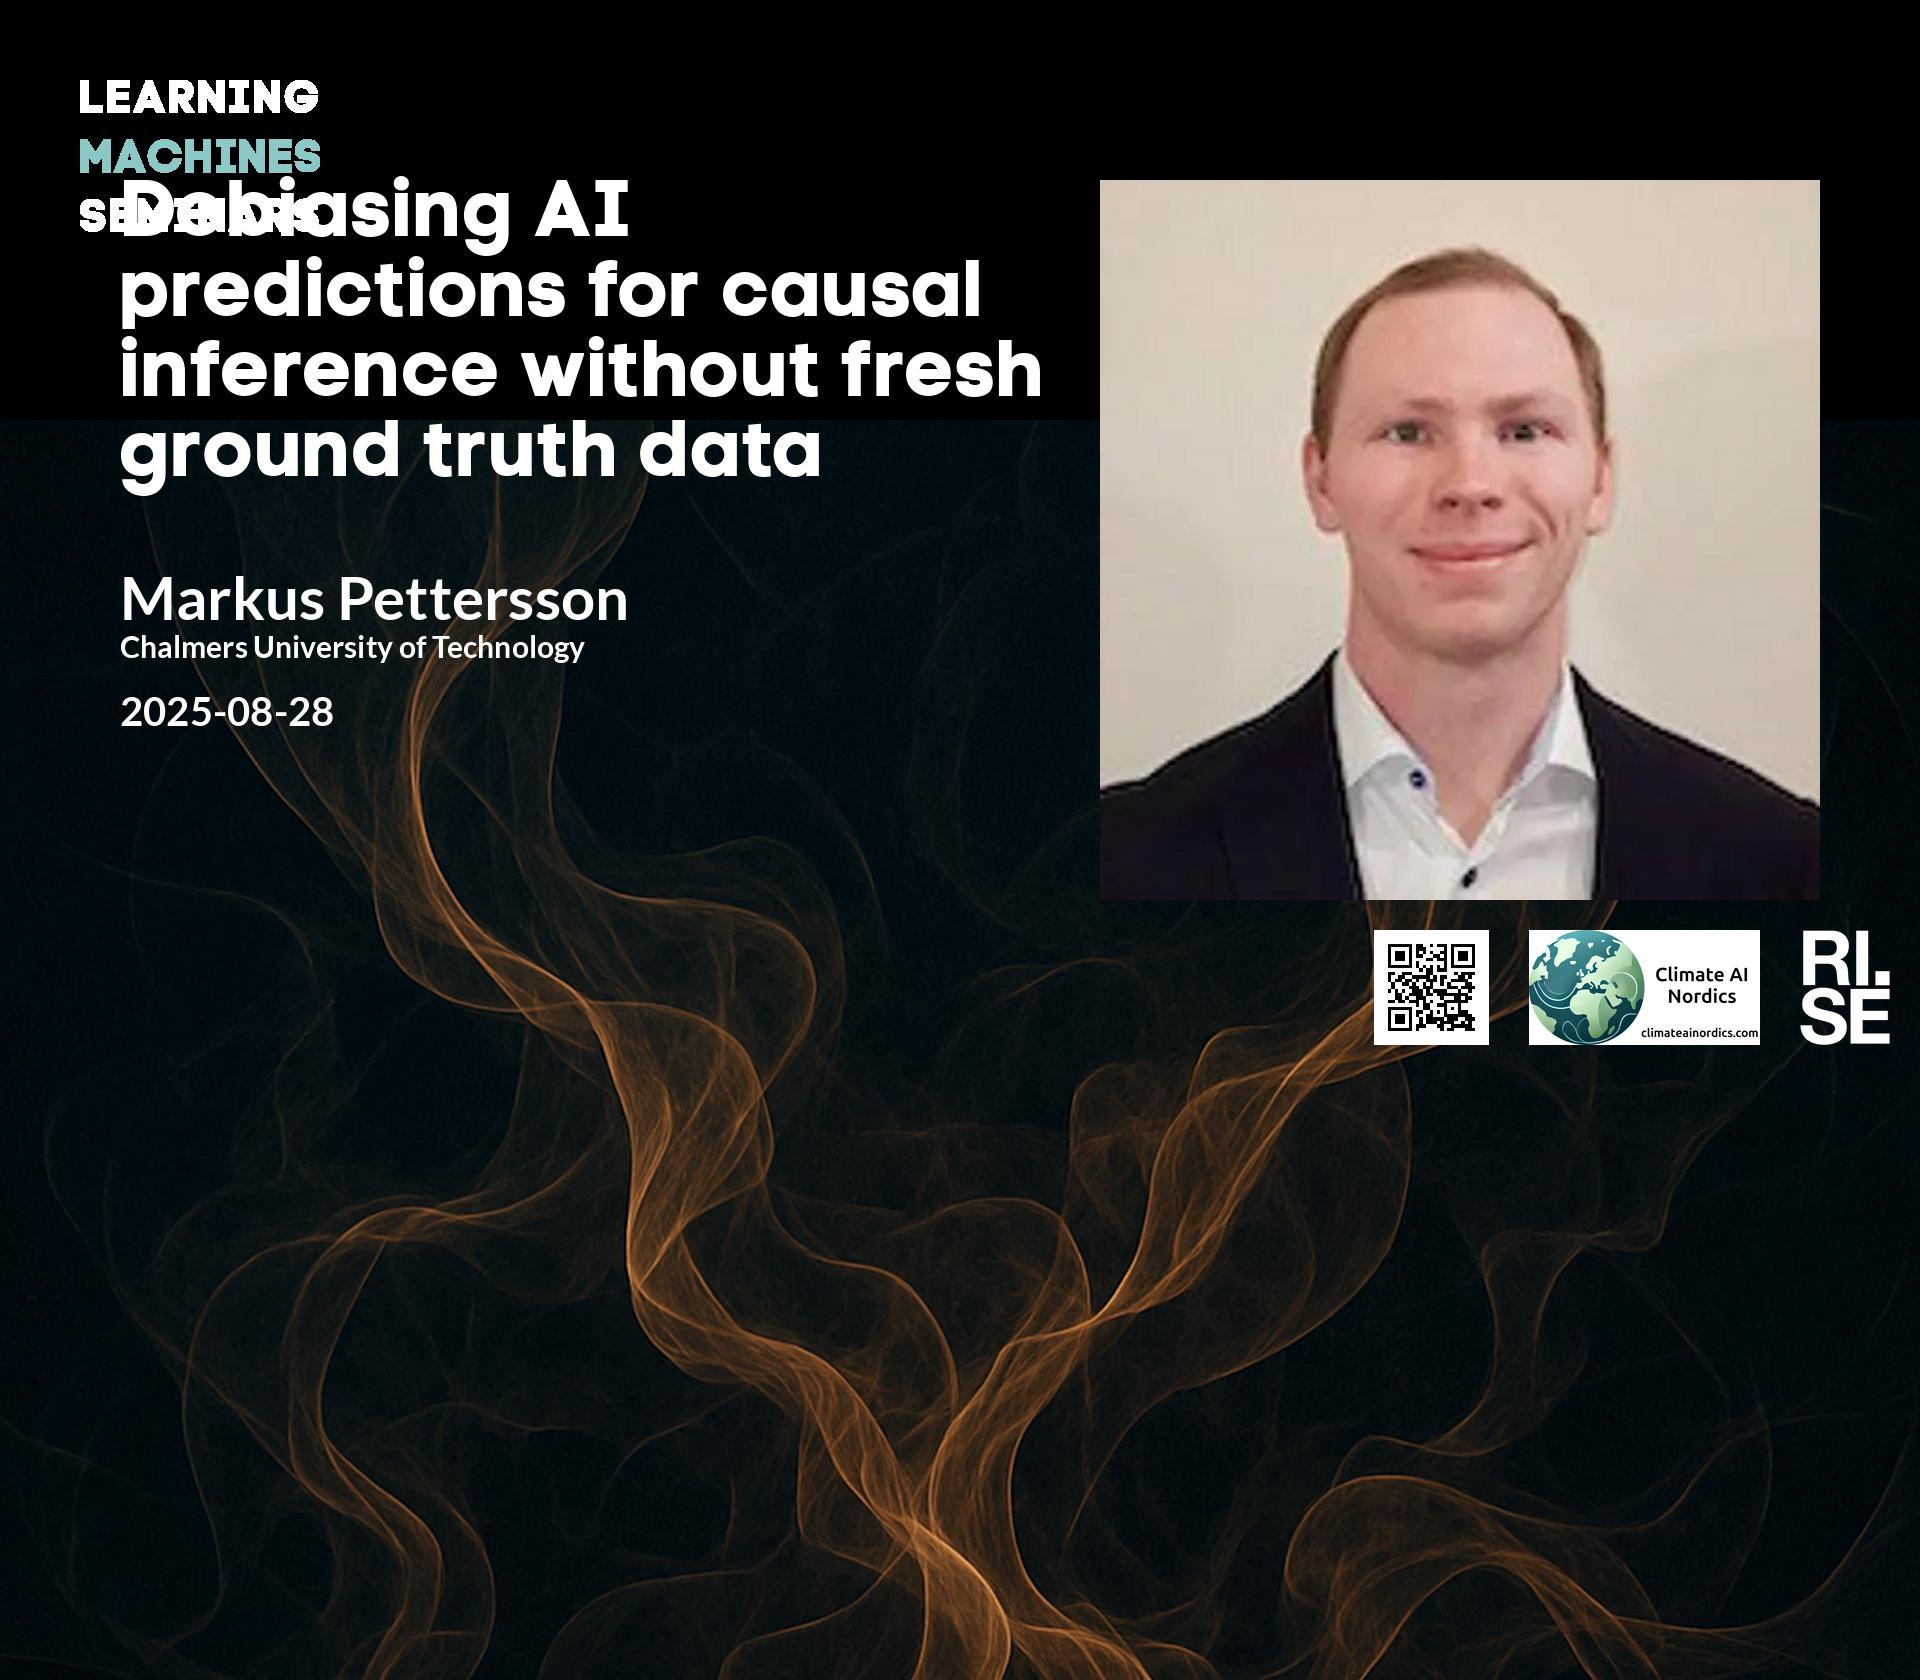 LEARNING
MACHINES
SEMINARS
Debiasing AI
predictions for causal
inference without fresh
ground truth data
Markus Pettersson
Chalmers University of Technology
2025-08-28
Climate AI
Nordics
climateainordics.com
RI.
SE